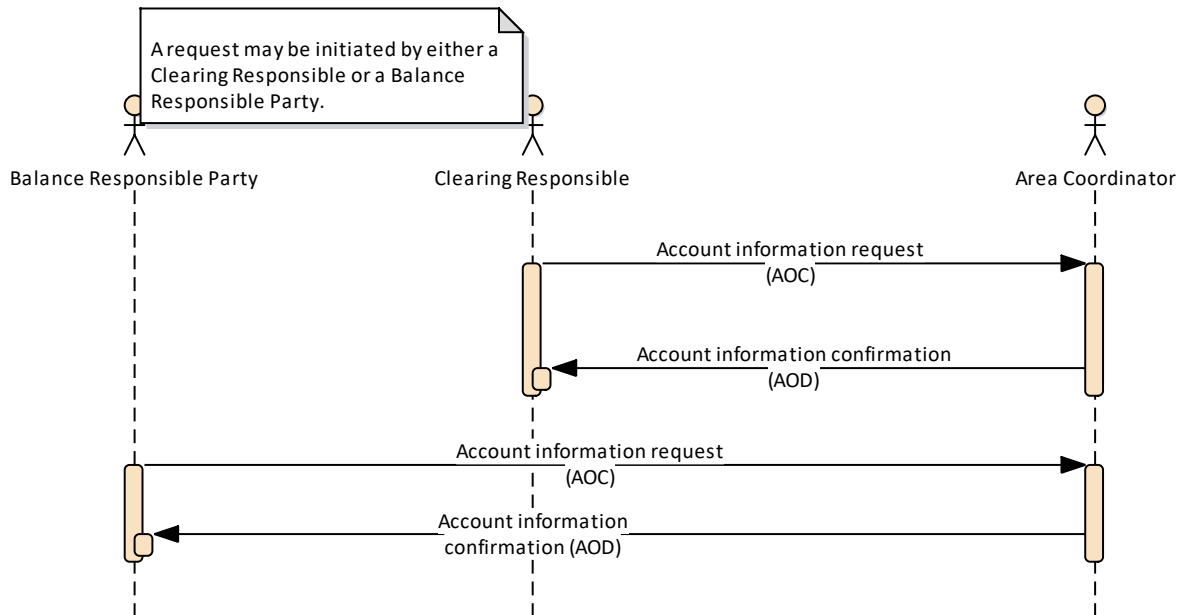 A request may be initiated by either a
Clearing Responsible or a Balance
Responsible Party.
Balance Responsible Party
Clearing Responsible
Area Coordinator
Account information request
(AOC)
Account information confirmation
(AOD)
Account information request
(AOC)
Account information
confirmation (AOD)